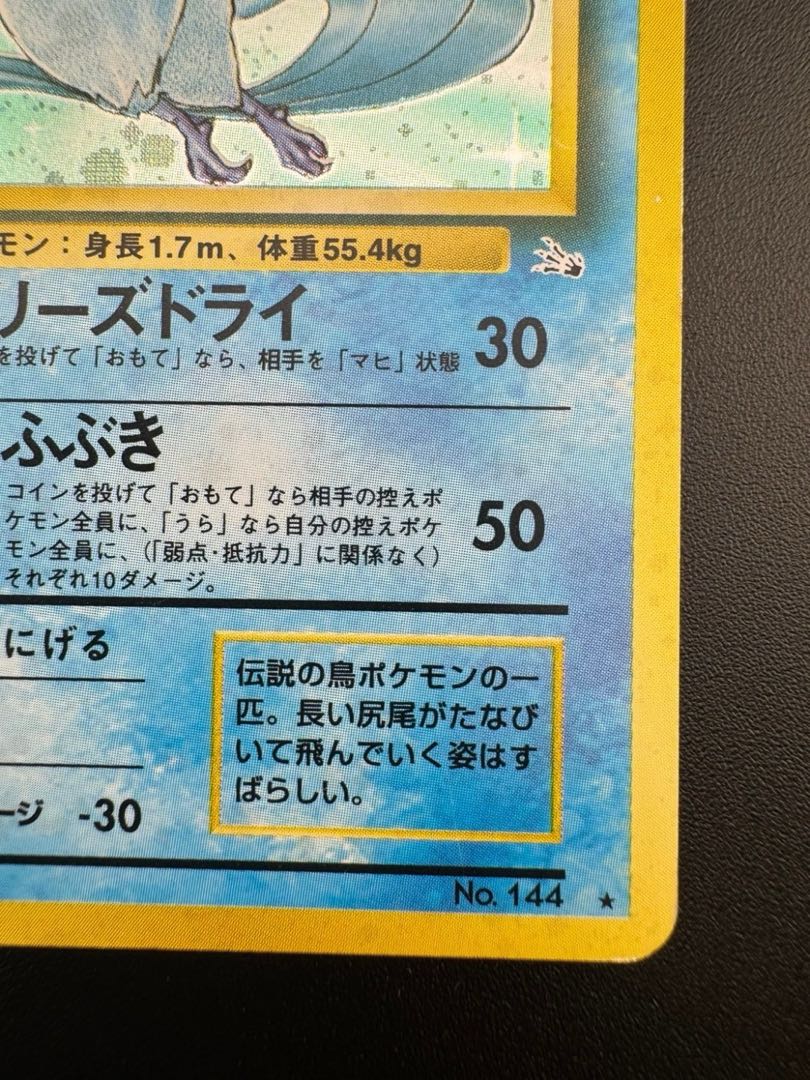 モン：身長1.7m、体重55.4kg
リーズドライ 30
を投げて「おもて」なら、相手を「マヒ」状態
ふぶき
コインを投げて「おもて」なら相手の控えポ
ケモン全員に、「うら」なら自分の控えポケ
モン全員に、（「弱点・抵抗力」に関係なく）
それぞれ10ダメージ。
50
にげる
伝説の鳥ポケモンの一
匹。長い尻尾がたなび
いて飛んでいく姿はす
ばらしい。
ージ -30
No. 144 ★